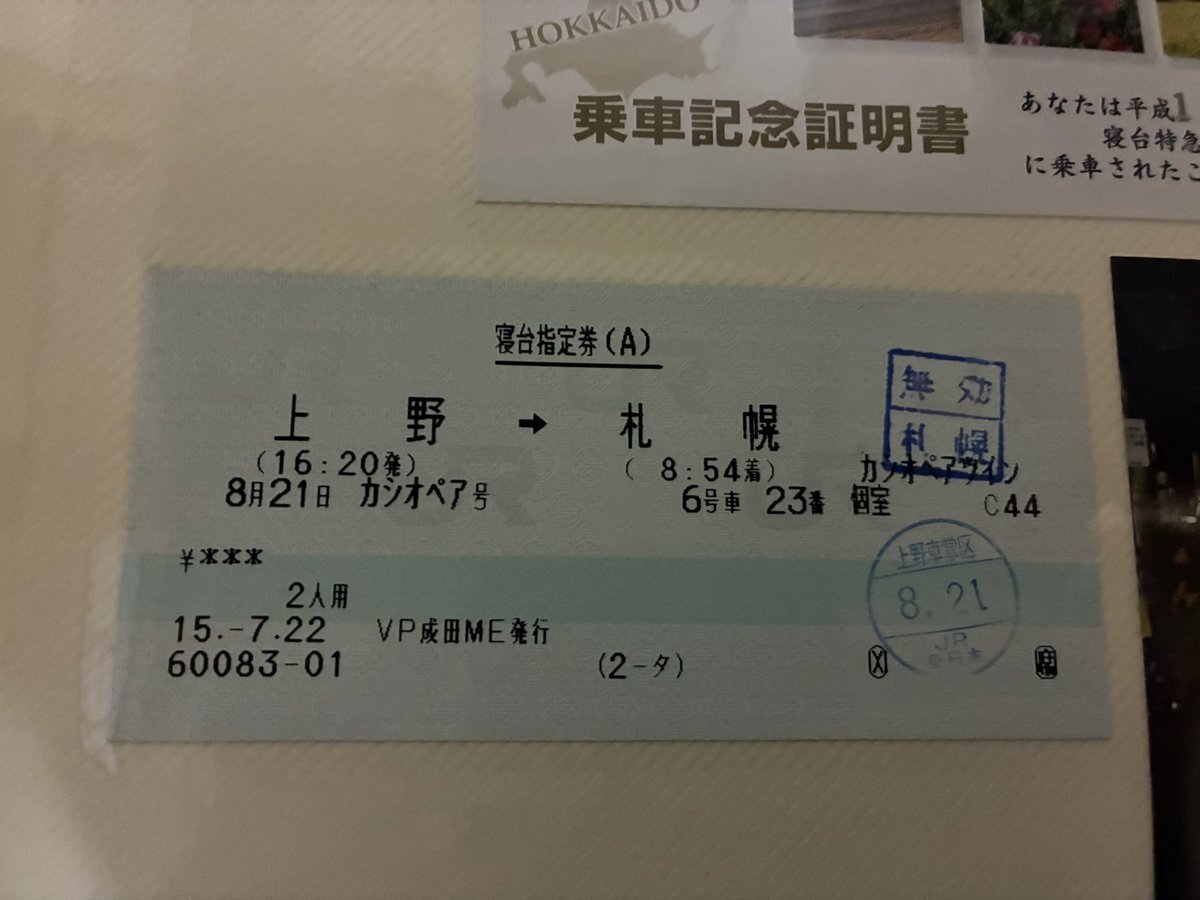 HOKKAIDO
乗車記念証明書
あなたは平成1
寝台特急
に乗車されたこ
寝台指定券(A)
上野 → 札幌
(16:20発) ( 8:54着) カシオペアツイン
8月21日 カシオペア号 6号車 23番 個室 C44
無効
札幌
¥***
2人用
15.-7.22 VP成田ME発行
60083-01 (2-タ)
上野車掌区
8.21
JR
東日本